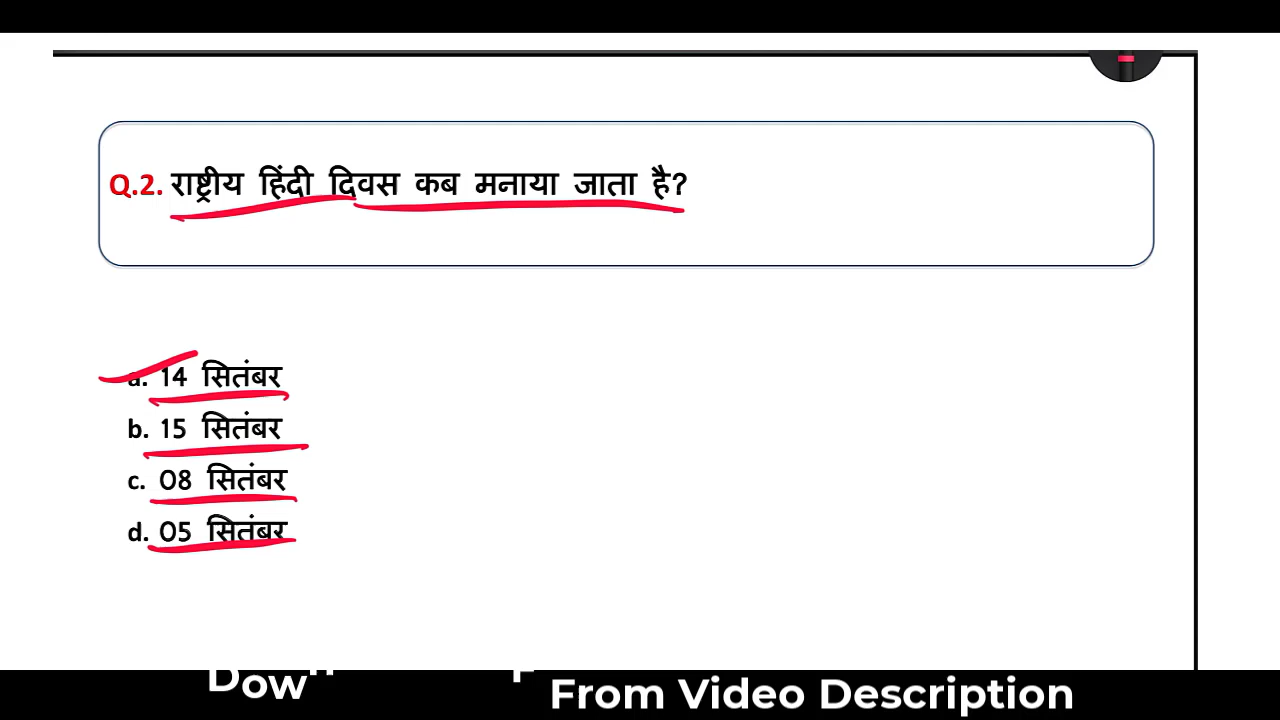 Q.2. राष्ट्रीय हिंदी दिवस कब मनाया जाता है?
a. 14 सितंबर
b. 15 सितंबर
c. 08 सितंबर
d. 05 सितंबर
From Video Description